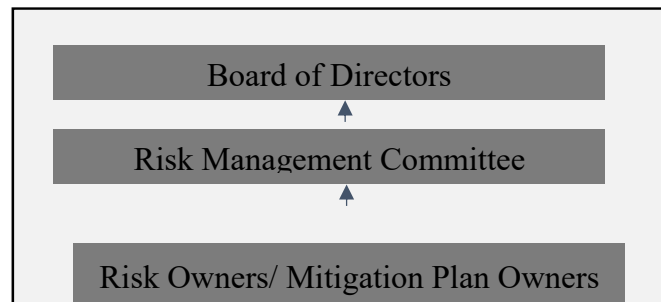 Board of Directors
Risk Management Committee
Risk Owners/ Mitigation Plan Owners